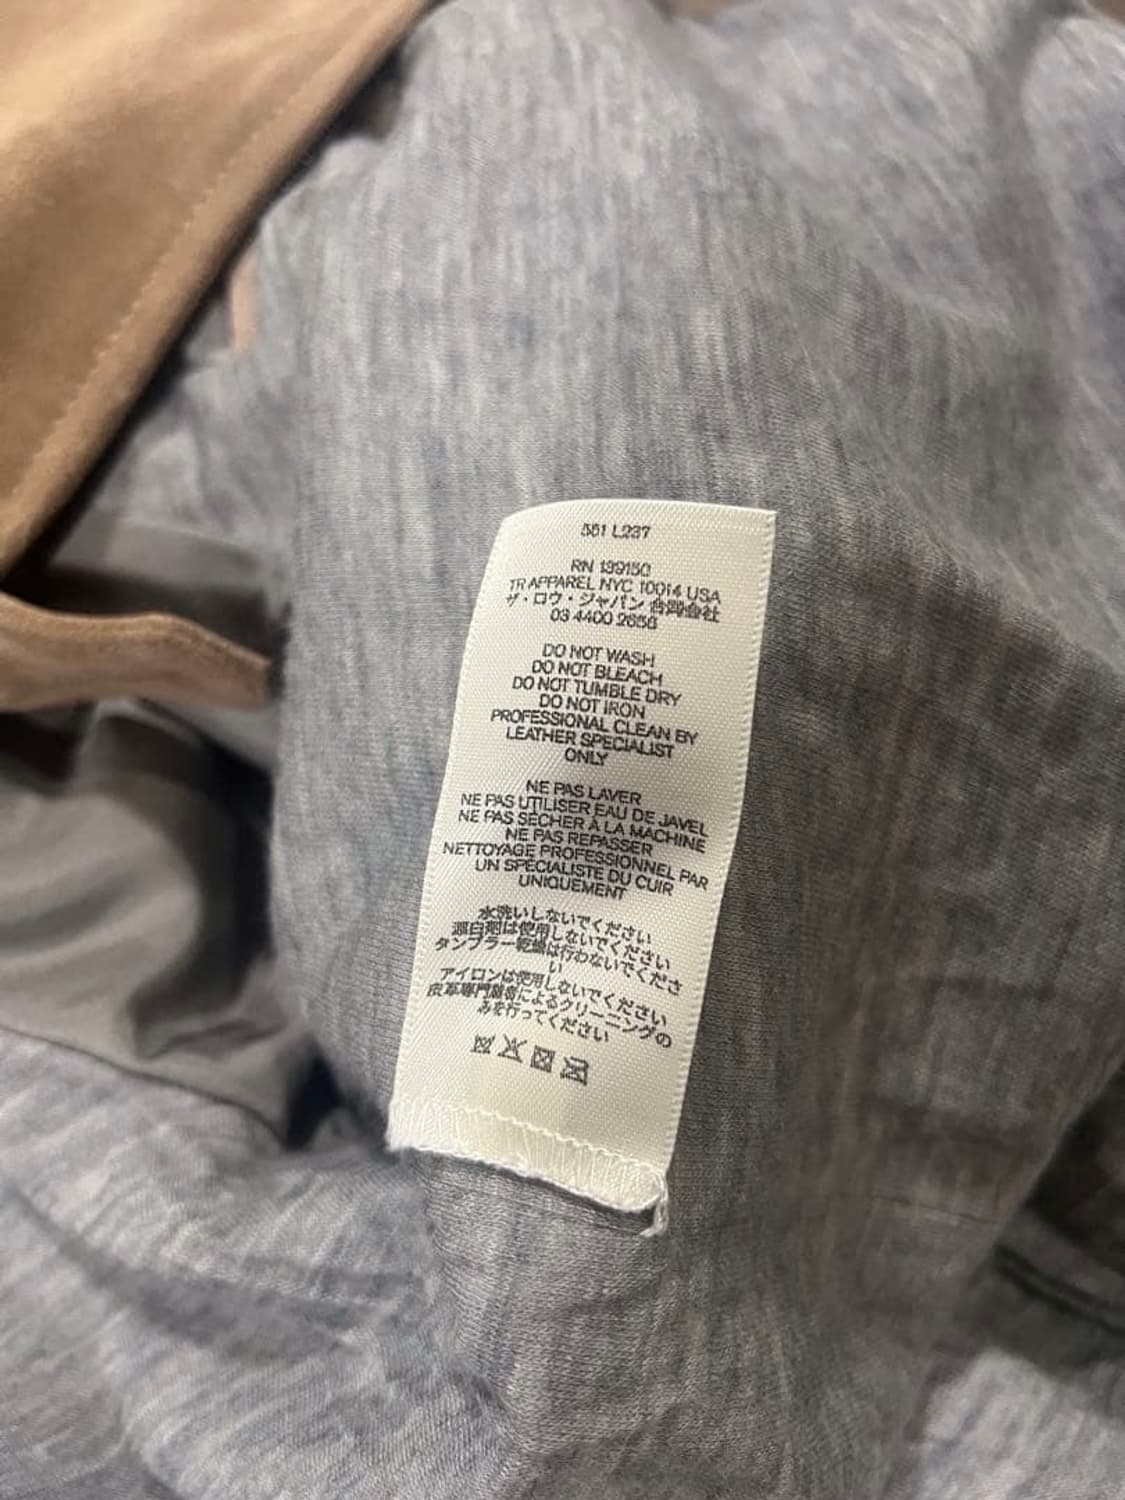 551 L237
RN 139150
TR APPAREL NYC 10014 USA
ザ・ロウ・ジャパン 合同会社
03 4400 2656
DO NOT WASH
DO NOT BLEACH
DO NOT TUMBLE DRY
DO NOT IRON
PROFESSIONAL CLEAN BY
LEATHER SPECIALIST
ONLY
NE PAS LAVER
NE PAS UTILISER EAU DE JAVEL
NE PAS SÉCHER À LA MACHINE
NE PAS REPASSER
NETTOYAGE PROFESSIONNEL PAR
UN SPÉCIALISTE DU CUIR
UNIQUEMENT
水洗いしないでください
漂白剤は使用しないでください
タンブラー乾燥は行わないでくださ
い
アイロンは使用しないでください
皮革専門業者によるクリーニングの
みを行ってください